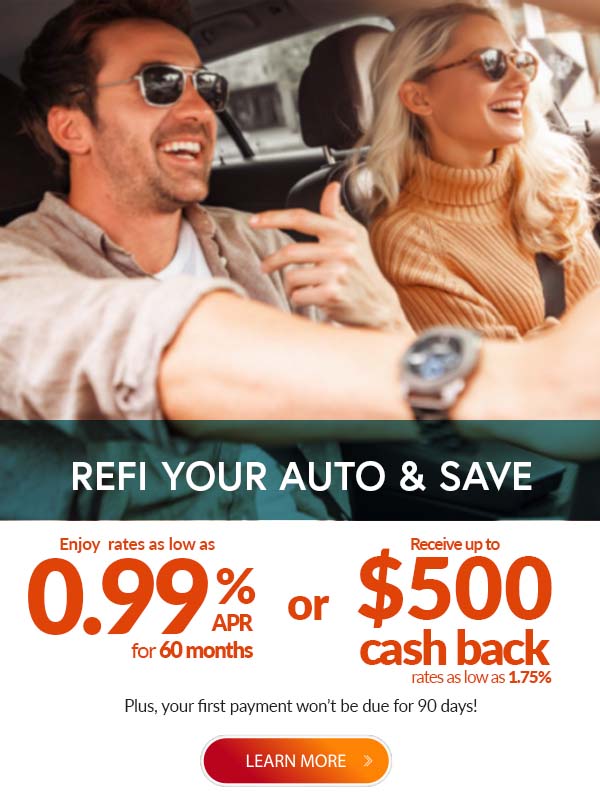 REFI YOUR AUTO & SAVE
Enjoy rates as low as
0.99% APR
for 60 months
or
Receive up to
$500
cash back
rates as low as 1.75%
Plus, your first payment won't be due for 90 days!
LEARN MORE »